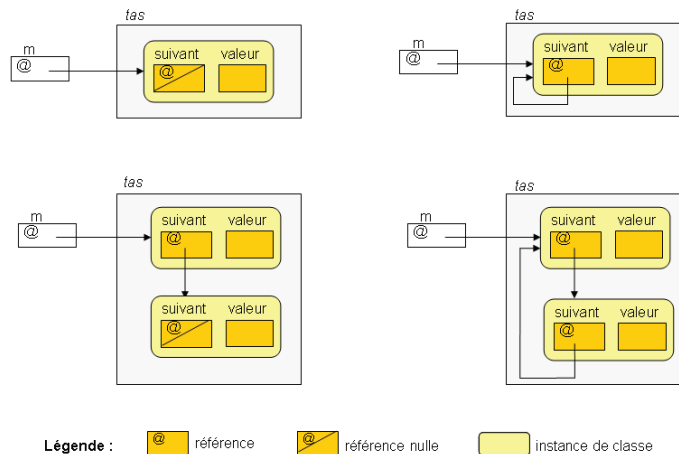 tas
m
@
suivant valeur
@
tas
m
@
suivant valeur
@
tas
m
@
suivant valeur
@
suivant valeur
@
tas
m
@
suivant valeur
@
suivant valeur
@
Légende : @ référence @ référence nulle instance de classe